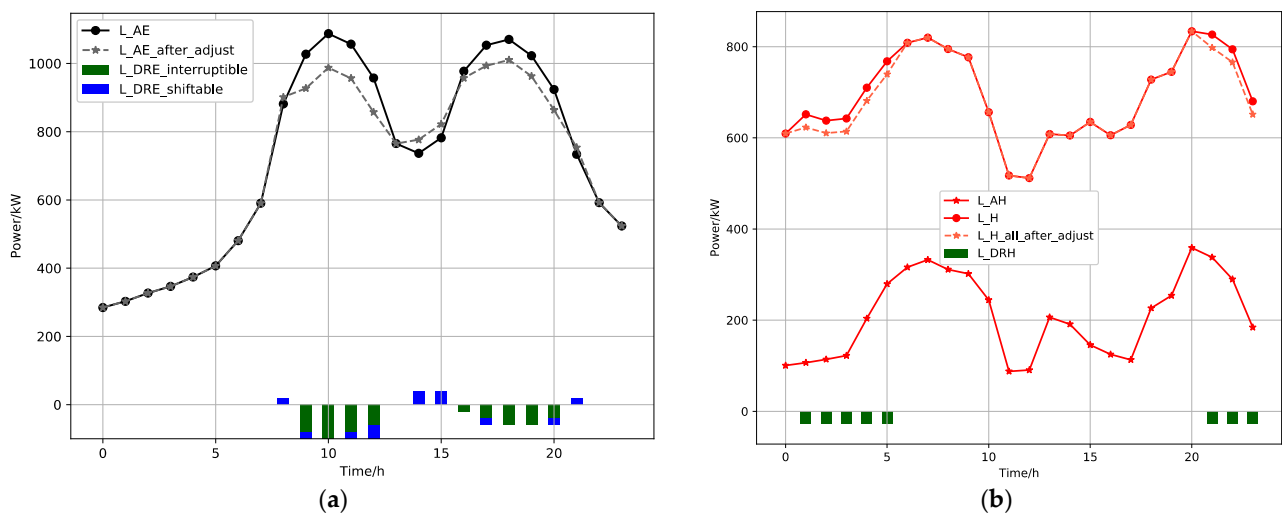 L_AE
L_AE_after_adjust
L_DRE_interruptible
L_DRE_shiftable
Power/kW
1000
800
600
400
200
0
0 5 10 15 20
Time/h
(a)
L_AH
L_H
L_H_all_after_adjust
L_DRH
Power/kW
800
600
400
200
0
0 5 10 15 20
Time/h
(b)